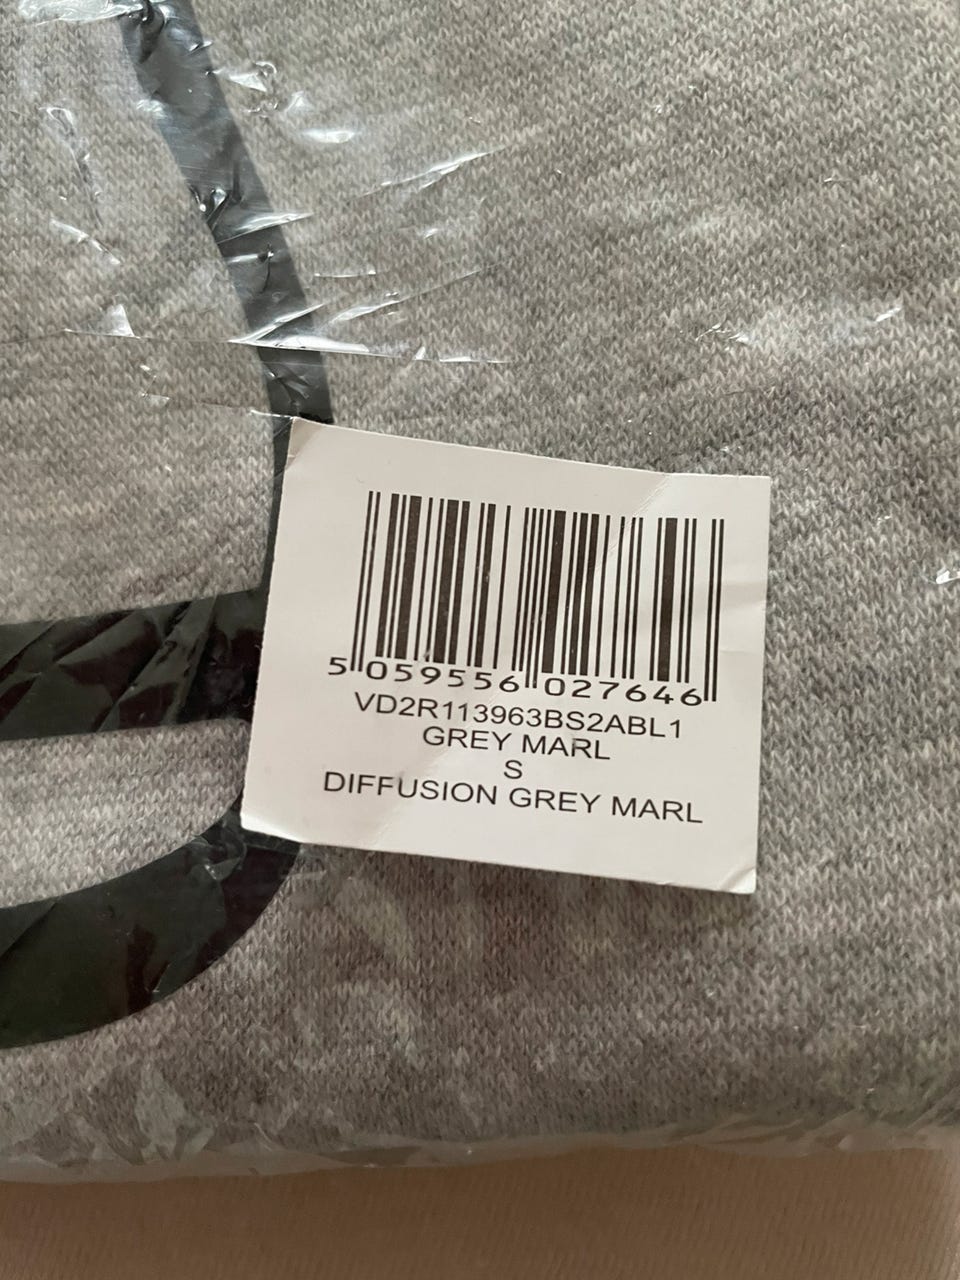 5 059556 027646
VD2R113963BS2ABL1
GREY MARL
S
DIFFUSION GREY MARL